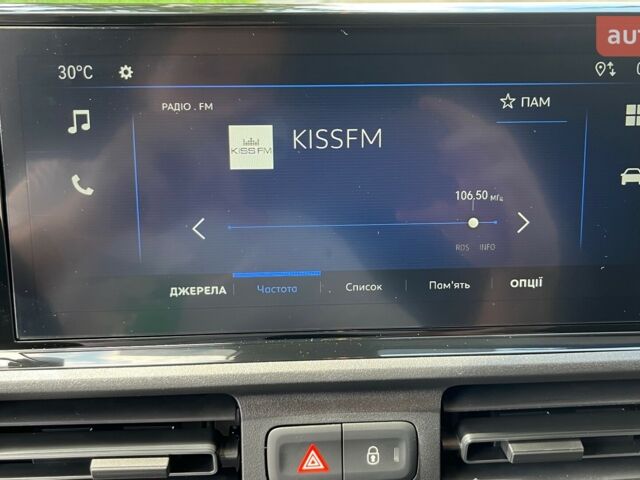 aut
30°C
РАДІО . FM
ПАМ
KISSFM
KISSFM
106.50 МГц
RDS INFO
ДЖЕРЕЛА Частота Список Пам'ять ОПЦІЇ